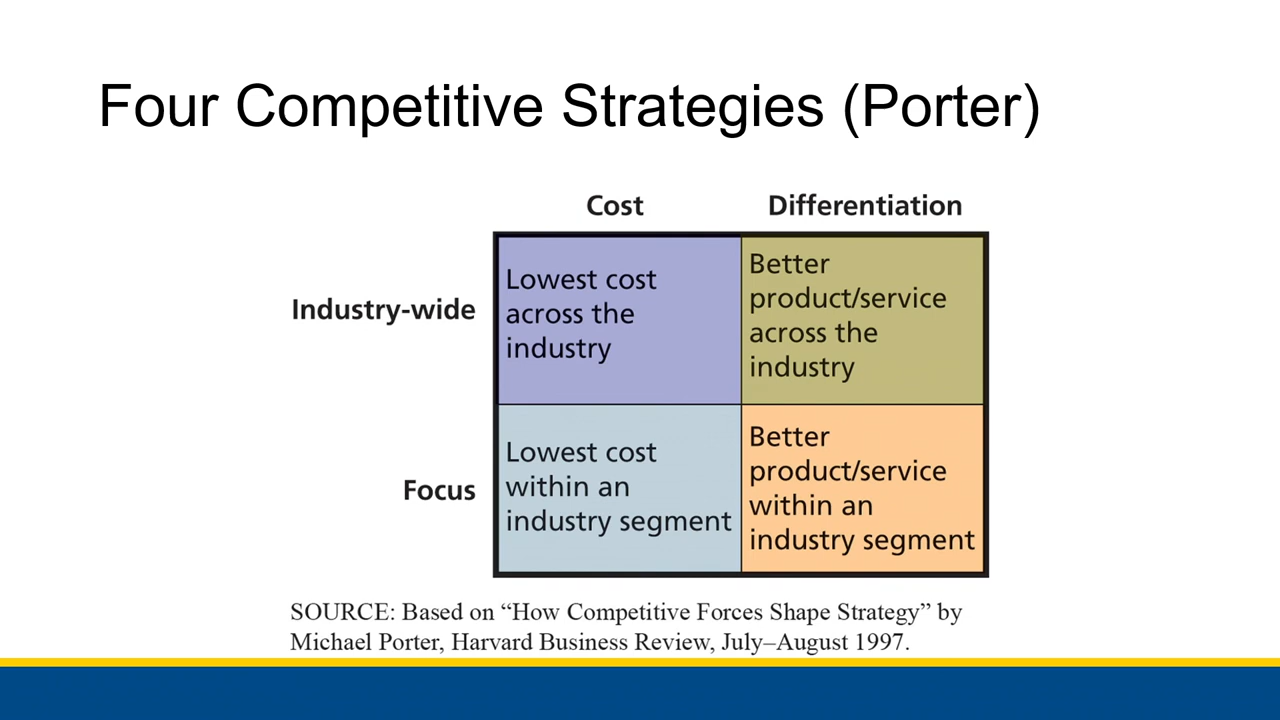 Four Competitive Strategies (Porter)
Cost
Differentiation
Industry-wide
Lowest cost
across the
industry
Better
product/service
across the
industry
Focus
Lowest cost
within an
industry segment
Better
product/service
within an
industry segment
SOURCE: Based on “How Competitive Forces Shape Strategy” by
Michael Porter, Harvard Business Review, July–August 1997.